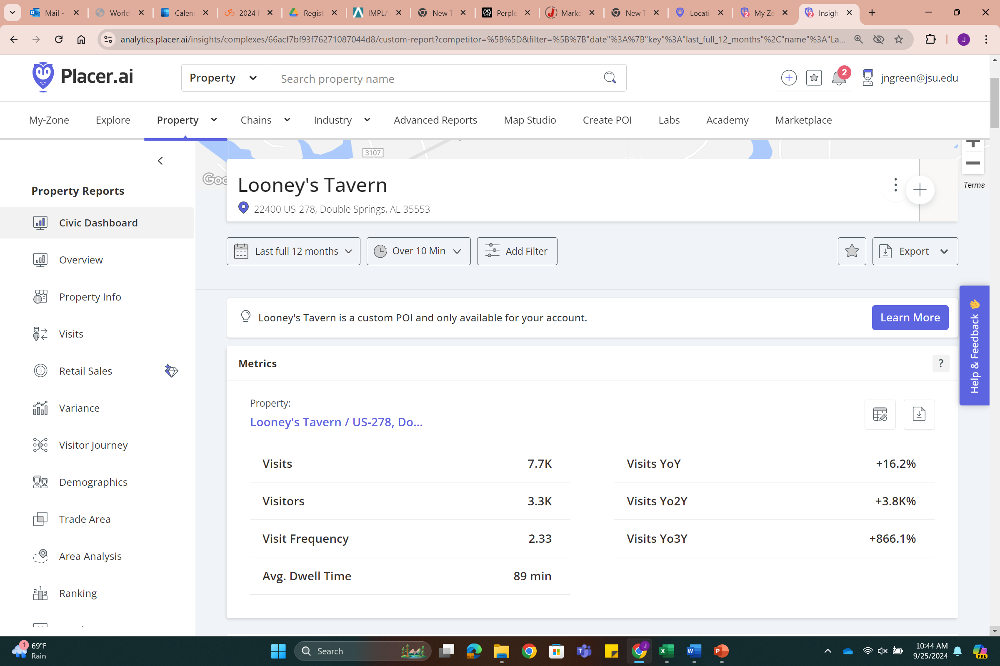 Mail -
World
Calen
2024
Regist
IMPLA
New T
Perple
Marke
New T
Locati
My Zo
Insigh
analytics.placer.ai/insights/complexes/66acf7bf93f76271087044d8/custom-report?competitor=%5B%5D&filter=%5B%7B"date"%3A%7B"key"%3A"last_full_12_months"%2C"name"%3A"La...
J
Placer.ai
Property
Search property name
2
jngreen@jsu.edu
My-Zone
Explore
Property
Chains
Industry
Advanced Reports
Map Studio
Create POI
Labs
Academy
Marketplace
3107
Goo
Terms
Property Reports
Civic Dashboard
Overview
Property Info
Visits
Retail Sales
Variance
Visitor Journey
Demographics
Trade Area
Area Analysis
Ranking
Looney's Tavern
22400 US-278, Double Springs, AL 35553
Last full 12 months
Over 10 Min
Add Filter
Export
Looney's Tavern is a custom POI and only available for your account.
Learn More
Help & Feedback
Metrics
?
Property:
Looney's Tavern / US-278, Do...
Visits 7.7K
Visits YoY +16.2%
Visitors 3.3K
Visits Yo2Y +3.8K%
Visit Frequency 2.33
Visits Yo3Y +866.1%
Avg. Dwell Time 89 min
1
69°F
Rain
Search
J
10:44 AM
9/25/2024
PRE